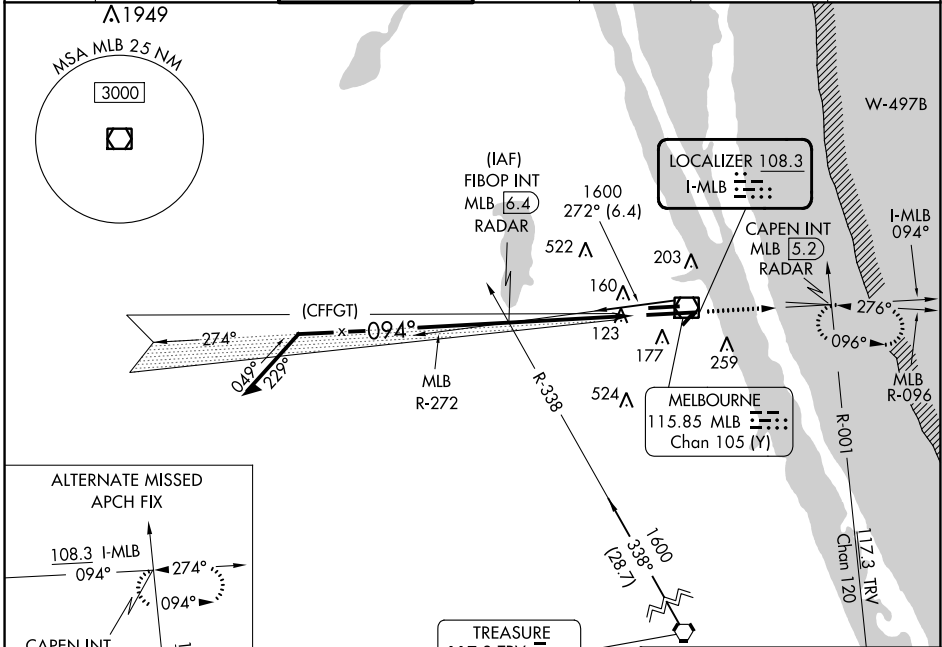 1949
MSA MLB 25 NM
3000
W-497B
LOCALIZER 108.3
I-MLB
(IAF)
FIBOP INT
MLB 6.4
RADAR
1600
272° (6.4)
CAPEN INT
MLB 5.2
RADAR
I-MLB
094°
522
203
160
(CFFGT)
274°
x
094°
123
276°
096°
049°
229°
177
259
MLB
R-272
MLB
R-096
R-338
524
MELBOURNE
115.85 MLB
Chan 105 (Y)
R-001
ALTERNATE MISSED
APCH FIX
108.3 I-MLB
094°
274°
094°
CAPEN INT
1600
338°
(28.7)
117.3 TRV
Chan 120
TREASURE